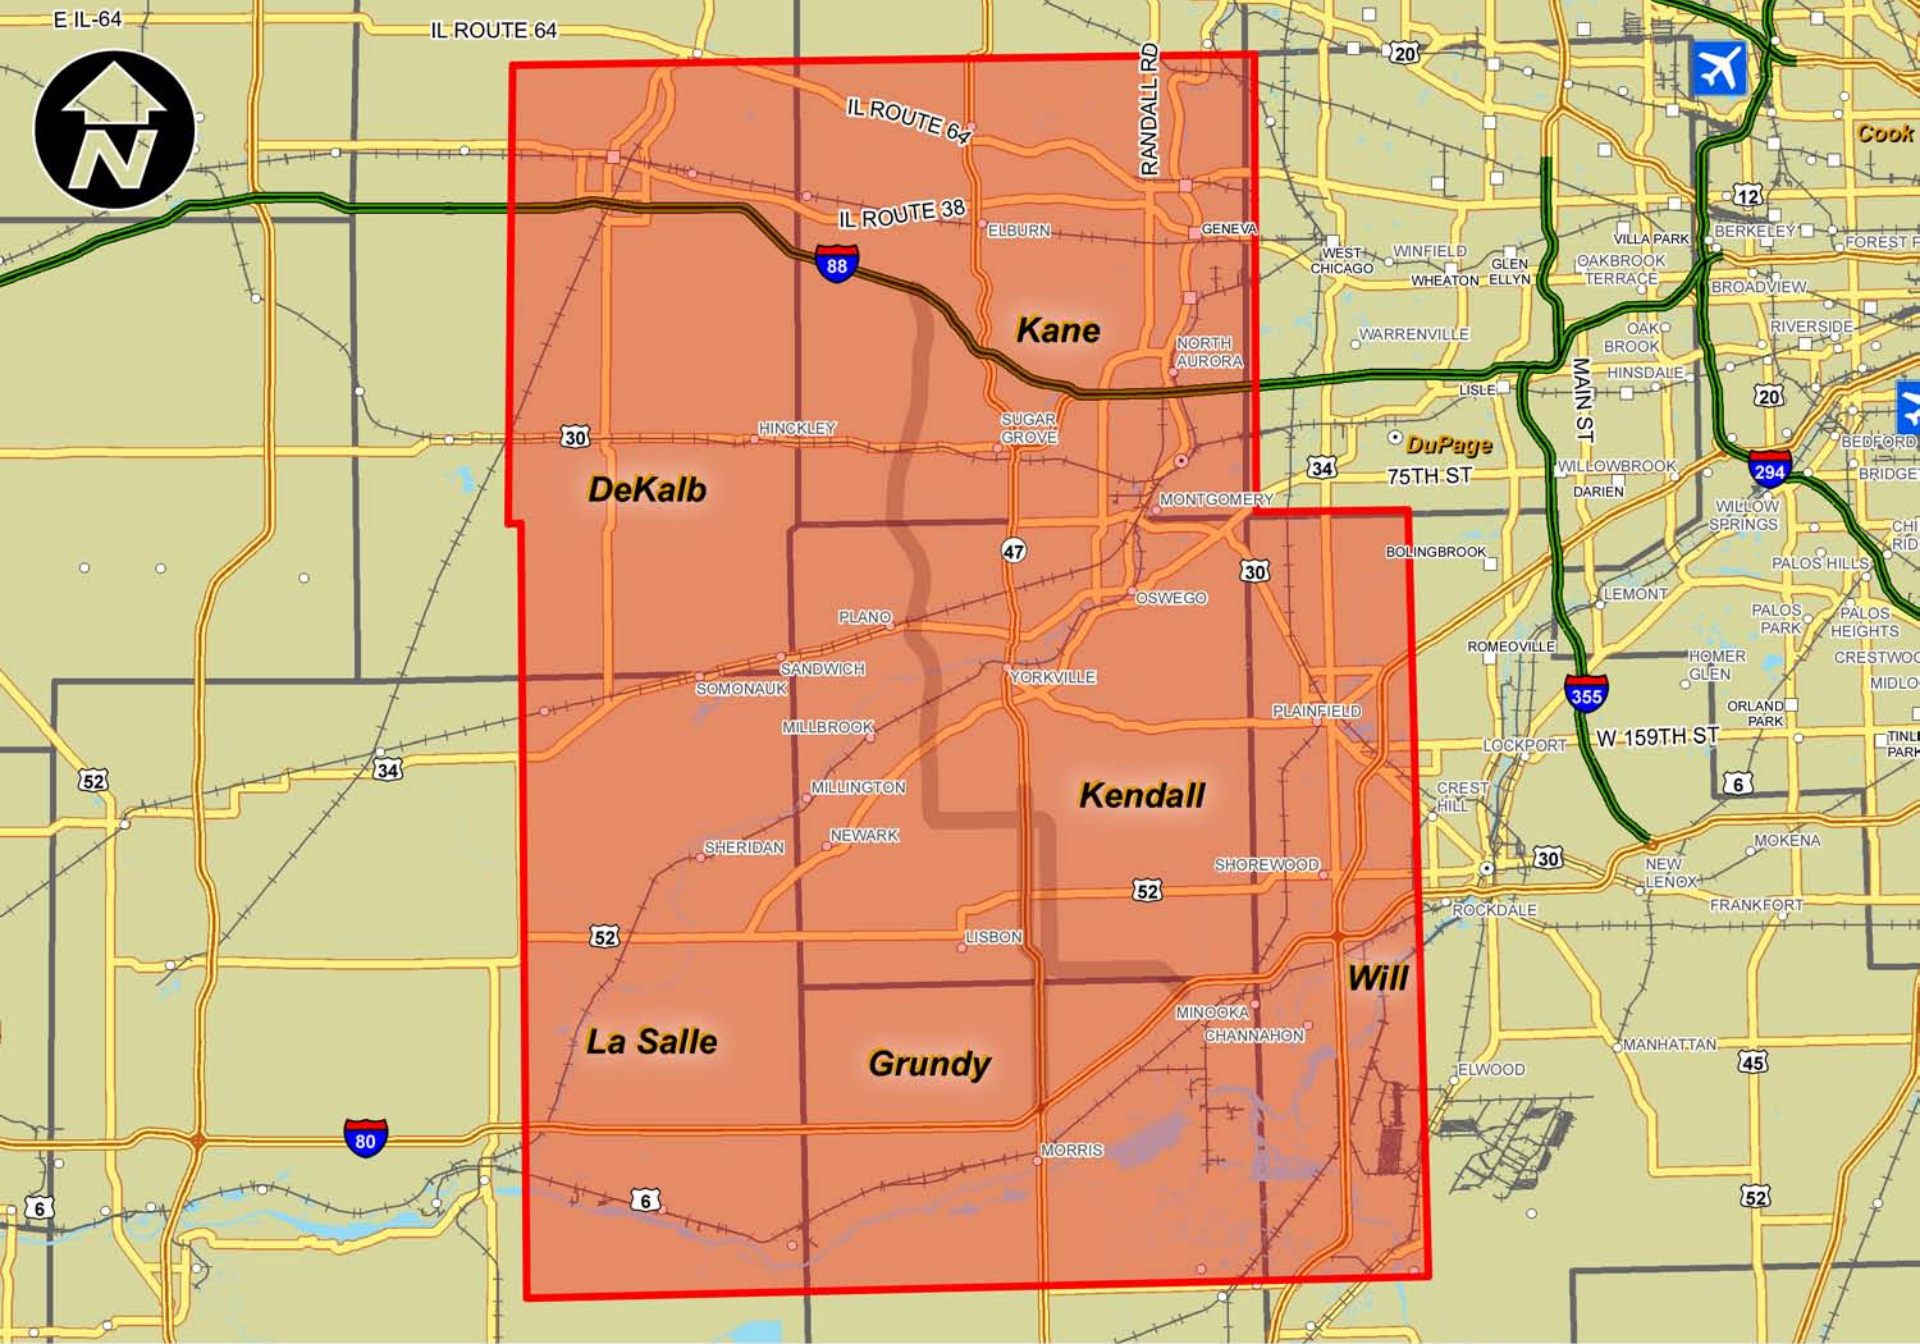 E IL-64
IL ROUTE 64
RANDALL RD
20
N
IL ROUTE 64
Cook
12
IL ROUTE 38
ELBURN
GENEVA
VILLA PARK
BERKELEY
WEST
CHICAGO
WINFIELD
WHEATON
GLEN
ELLYN
OAKBROOK
TERRACE
88
BROADVIEW
Kane
WARRENVILLE
OAK
BROOK
RIVERSIDE
NORTH
AURORA
HINSDALE
MAIN ST
LISLE
20
SUGAR
GROVE
30
HINCKLEY
DuPage
BEDFORD
34
75TH ST
WILLOWBROOK
294
BRIDGE
DeKalb
DARIEN
MONTGOMERY
WILLOW
SPRINGS
CHI
RID
47
BOLINGBROOK
30
PALOS HILLS
OSWEGO
LEMONT
PLANO
PALOS
PARK
PALOS
HEIGHTS
ROMEOVILLE
HOMER
GLEN
CRESTWOO
SANDWICH
YORKVILLE
SOMONAUK
MIDLO
355
MILLBROOK
PLAINFIELD
ORLAND
PARK
W 159TH ST
TINL
PARK
LOCKPORT
34
52
6
MILLINGTON
Kendall
CREST
HILL
NEWARK
SHERIDAN
MOKENA
SHOREWOOD
30
NEW
LENOX
52
FRANKFORT
ROCKDALE
52
LISBON
Will
MINOOKA
CHANNAHON
La Salle
Grundy
MANHATTAN
45
ELWOOD
80
MORRIS
6
6
52